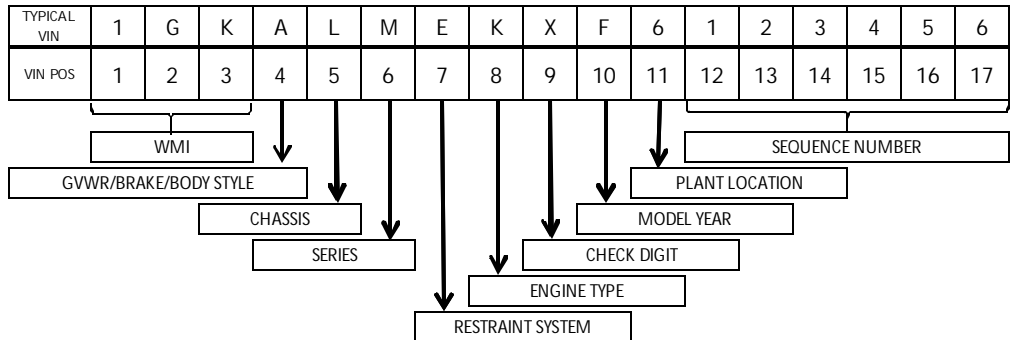 TYPICAL VIN 1 G K A L M E K X F 6 1 2 3 4 5 6
VIN POS 1 2 3 4 5 6 7 8 9 10 11 12 13 14 15 16 17
WMI SEQUENCE NUMBER
GVWR/BRAKE/BODY STYLE PLANT LOCATION
CHASSIS MODEL YEAR
SERIES CHECK DIGIT
ENGINE TYPE
RESTRAINT SYSTEM